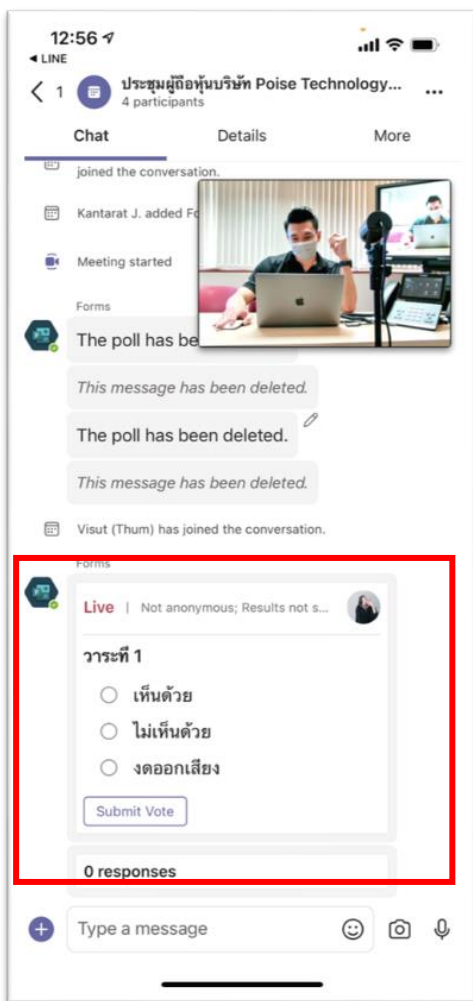 12:56
◀ LINE
1
ประชุมผู้ถือหุ้นบริษัท Poise Technology...
4 participants
Chat Details More
joined the conversation.
Kantarat J. added
Meeting started
Forms
The poll has
This message has been deleted.
The poll has been deleted.
This message has been deleted.
Visut (Thum) has joined the conversation.
Forms
Live | Not anonymous; Results not s...
วาระที่ 1
เห็นด้วย
ไม่เห็นด้วย
งดออกเสียง
Submit Vote
0 responses
Type a message